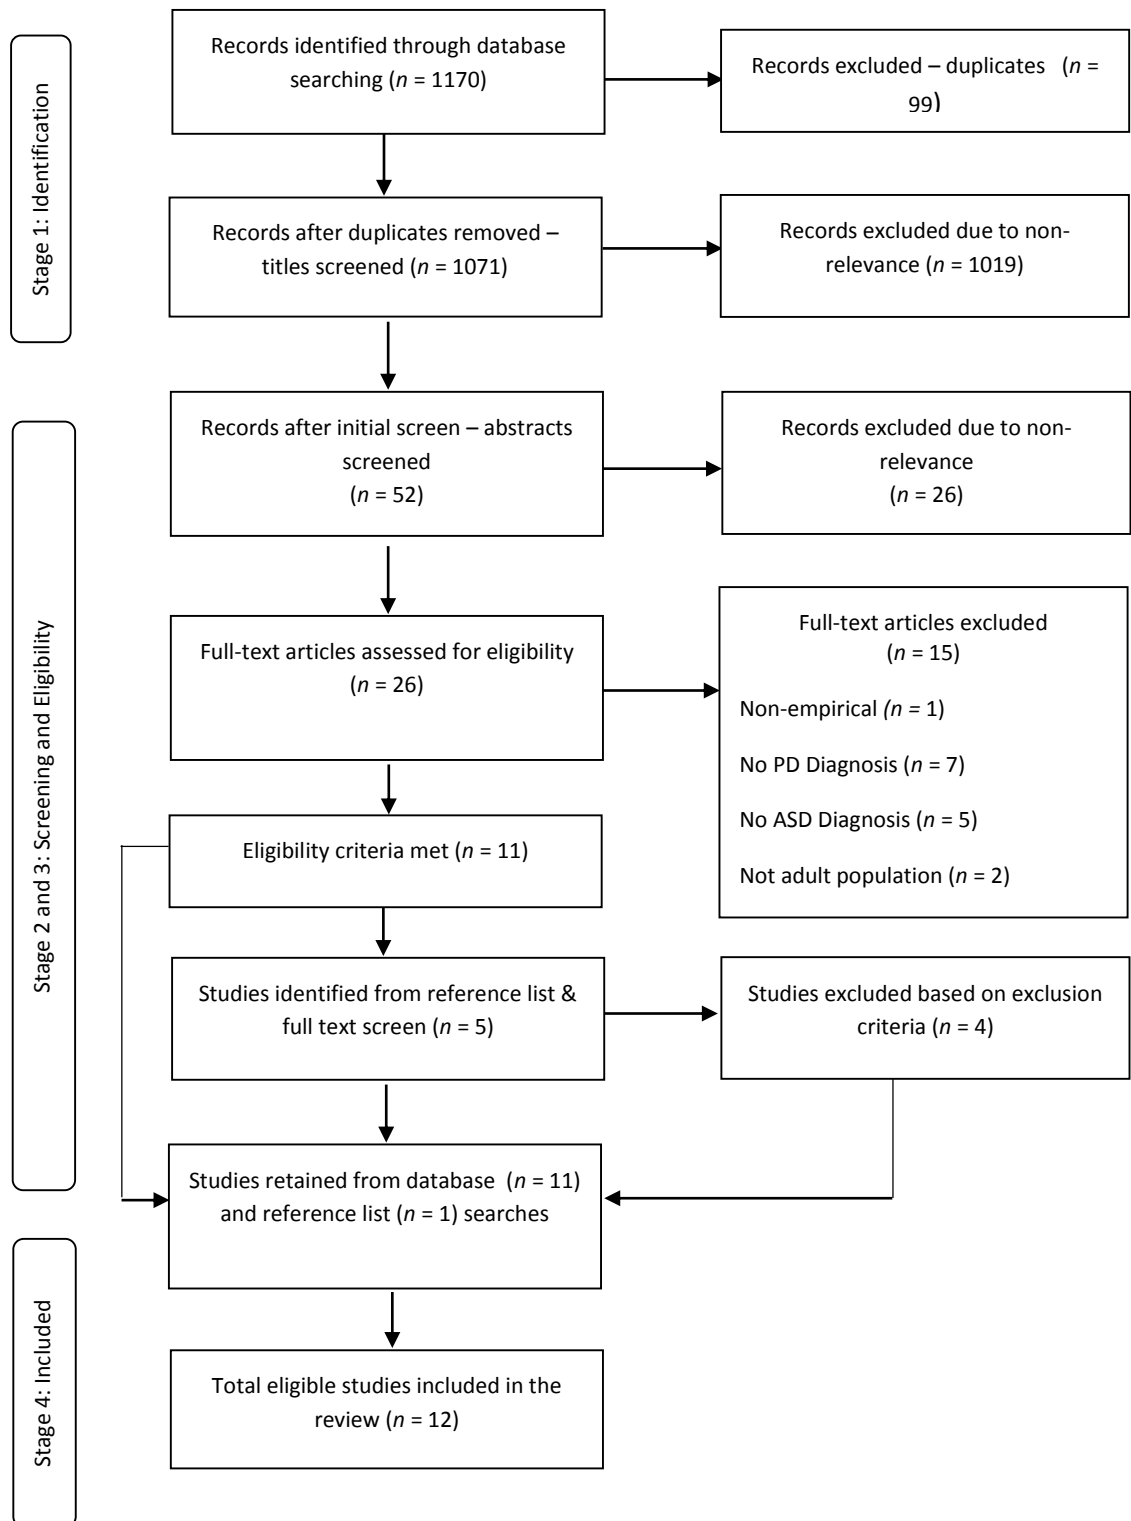 Stage 1: Identification
Records identified through database
searching (n = 1170)
Records excluded – duplicates (n =
99)
Records after duplicates removed –
titles screened (n = 1071)
Records excluded due to non-
relevance (n = 1019)
Stage 2 and 3: Screening and Eligibility
Records after initial screen – abstracts
screened
(n = 52)
Records excluded due to non-
relevance
(n = 26)
Full-text articles assessed for eligibility
(n = 26)
Full-text articles excluded
(n = 15)
Non-empirical (n = 1)
No PD Diagnosis (n = 7)
No ASD Diagnosis (n = 5)
Not adult population (n = 2)
Eligibility criteria met (n = 11)
Studies identified from reference list &
full text screen (n = 5)
Studies excluded based on exclusion
criteria (n = 4)
Studies retained from database (n = 11)
and reference list (n = 1) searches
Stage 4: Included
Total eligible studies included in the
review (n = 12)